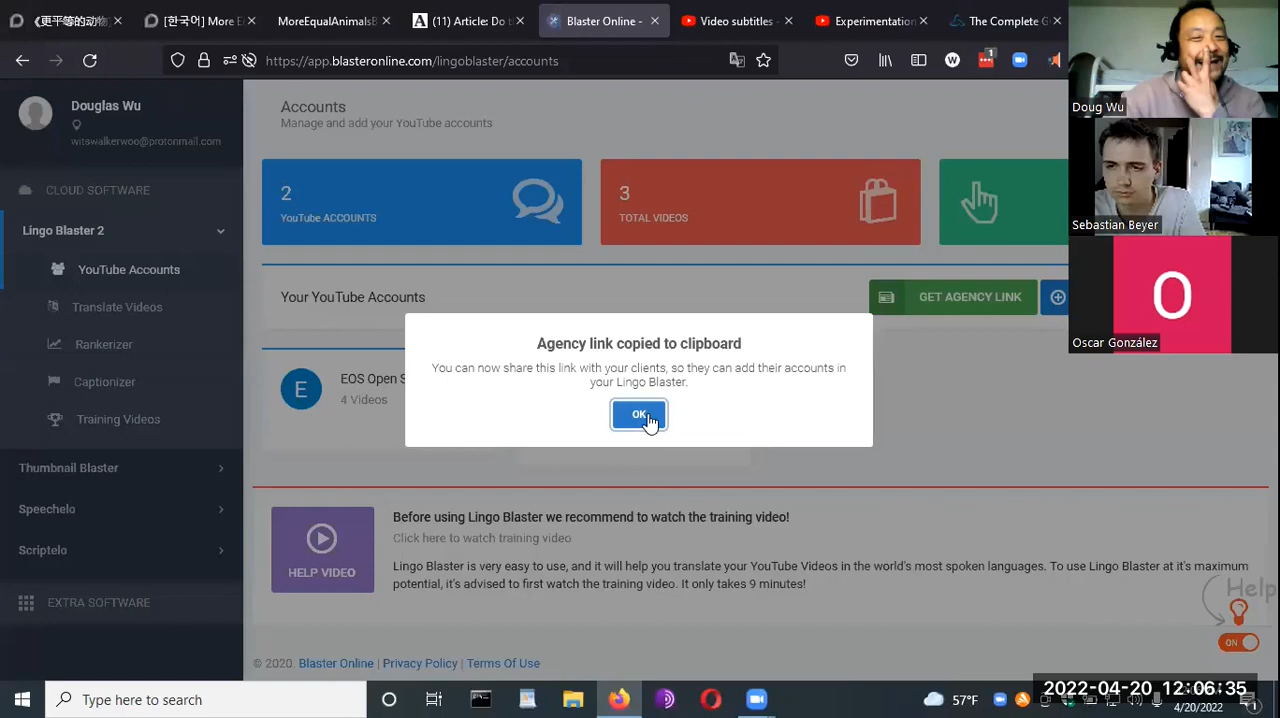 《更平等的动物
[한국어] More E
MoreEqualAnimalsB
(11) Article: Do t
Blaster Online -
Video subtitles -
Experimentation
The Complete G
https://app.blasteronline.com/lingoblaster/accounts
W
1
Doug Wu
Sebastian Beyer
O
Oscar González
Douglas Wu
witswalkerwoo@protonmail.com
CLOUD SOFTWARE
Lingo Blaster 2
YouTube Accounts
Translate Videos
Rankerizer
Captionizer
Training Videos
Thumbnail Blaster
Speechelo
Scriptelo
EXTRA SOFTWARE
Accounts
Manage and add your YouTube accounts
2
YouTube ACCOUNTS
3
TOTAL VIDEOS
Your YouTube Accounts
GET AGENCY LINK
E
EOS Open S
4 Videos
Agency link copied to clipboard
You can now share this link with your clients, so they can add their accounts in
your Lingo Blaster.
OK
HELP VIDEO
Before using Lingo Blaster we recommend to watch the training video!
Click here to watch training video
Lingo Blaster is very easy to use, and it will help you translate your YouTube Videos in the world's most spoken languages. To use Lingo Blaster at it's maximum
potential, it's advised to first watch the training video. It only takes 9 minutes!
Help
ON
© 2020. Blaster Online | Privacy Policy | Terms Of Use
Type here to search
57°F
2022-04-20 12:06:35
4/20/2022